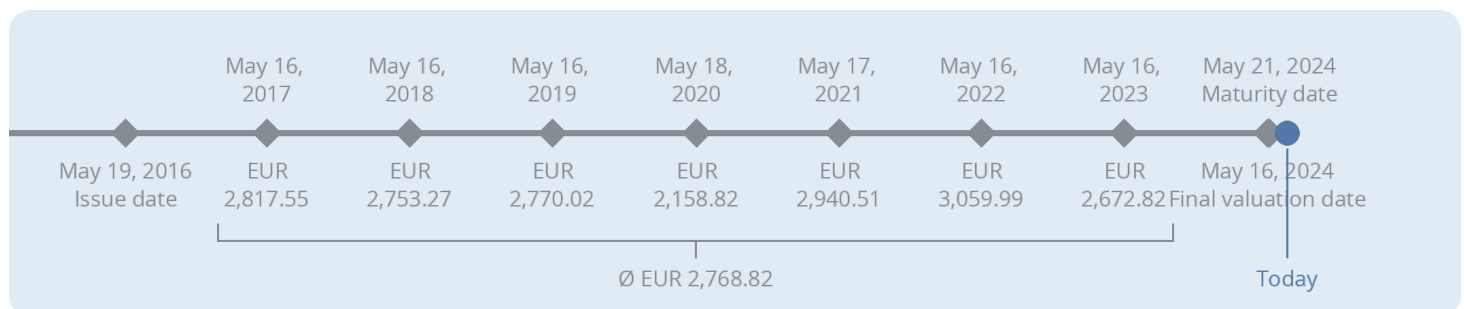 May 16,
2017
May 16,
2018
May 16,
2019
May 18,
2020
May 17,
2021
May 16,
2022
May 16,
2023
May 21, 2024
Maturity date
May 19, 2016
Issue date
EUR
2,817.55
EUR
2,753.27
EUR
2,770.02
EUR
2,158.82
EUR
2,940.51
EUR
3,059.99
EUR
2,672.82
May 16, 2024
Final valuation date
Ø EUR 2,768.82
Today